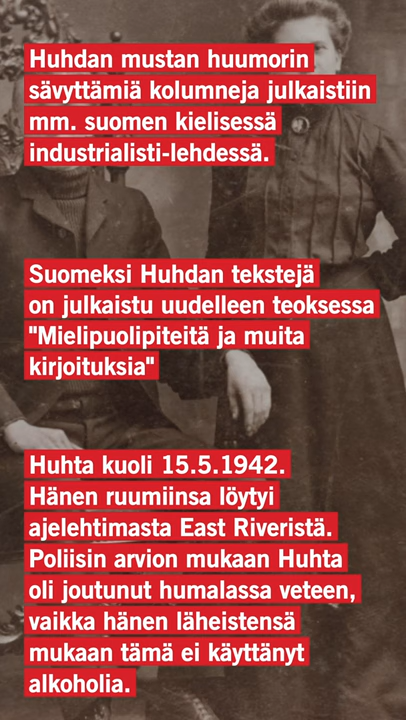 Huhdan mustan huumorin
sävyttämiä kolumneja julkaistiin
mm. suomen kielisessä
industrialisti-lehdessä.
Suomeksi Huhdan tekstejä
on julkaistu uudelleen teoksessa
"Mielipuolipiteitä ja muita
kirjoituksia"
Huhta kuoli 15.5.1942.
Hänen ruumiinsa löytyi
ajelehtimasta East Riveristä.
Poliisin arvion mukaan Huhta
oli joutunut humalassa veteen,
vaikka hänen läheistensä
mukaan tämä ei käyttänyt
alkoholia.